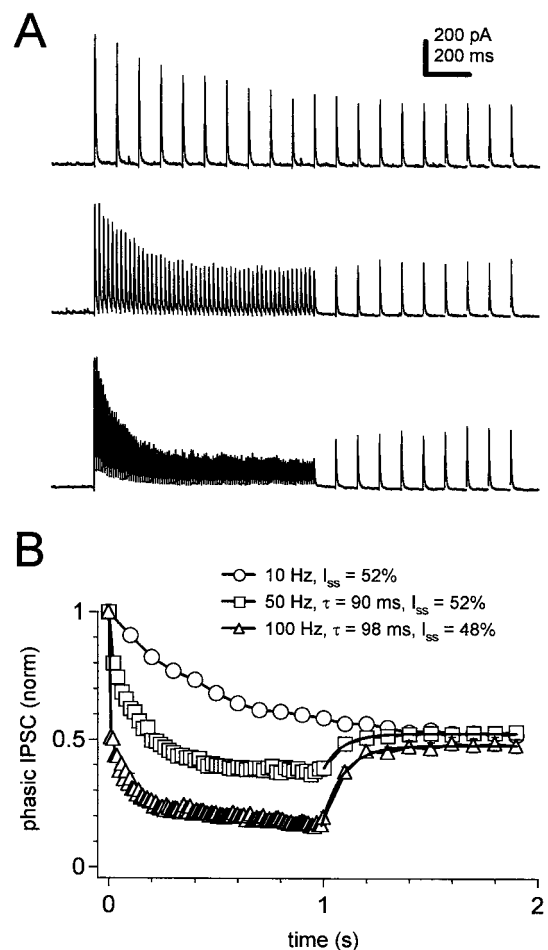 A
200 pA
200 ms
B
10 Hz, Iss = 52%
50 Hz, τ = 90 ms, Iss = 52%
100 Hz, τ = 98 ms, Iss = 48%
phasic IPSC (norm)
1
0.5
0
0
1
2
time (s)